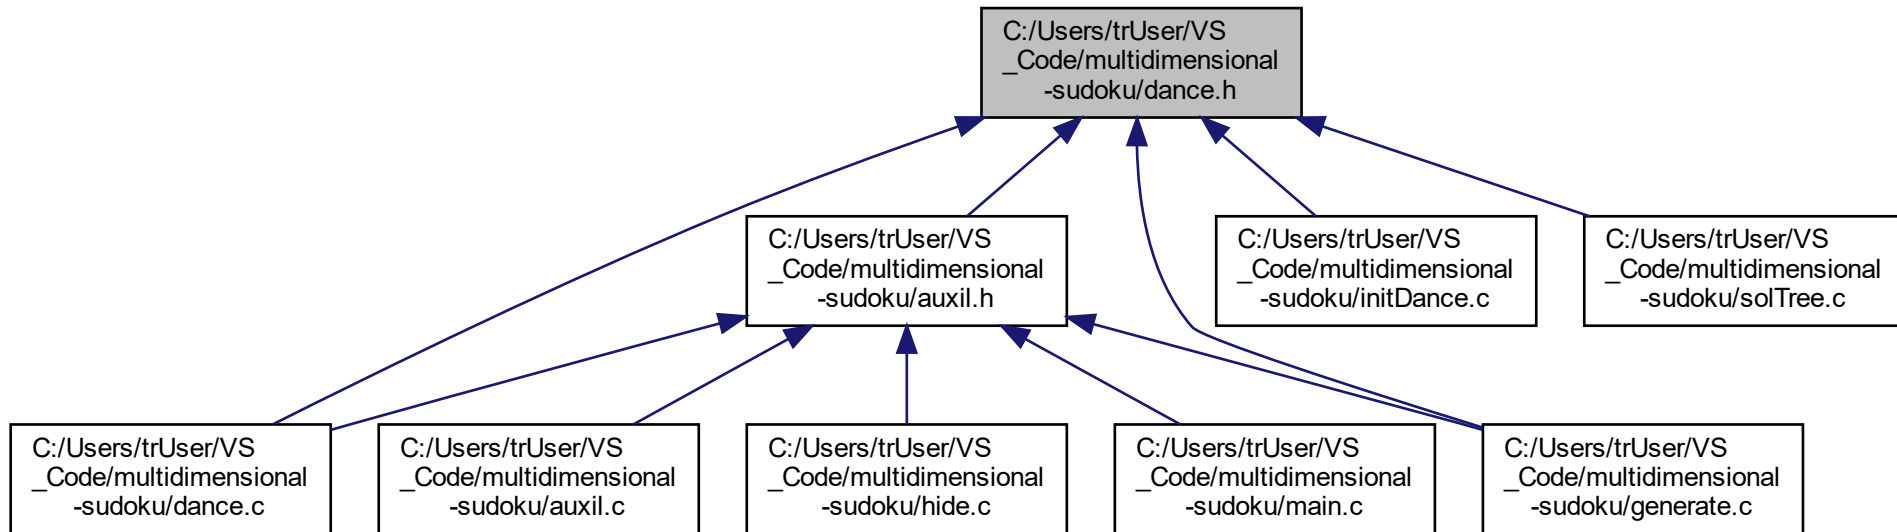 C:/Users/trUser/VS
_Code/multidimensional
-sudoku/dance.h
C:/Users/trUser/VS
_Code/multidimensional
-sudoku/auxil.h
C:/Users/trUser/VS
_Code/multidimensional
-sudoku/initDance.c
C:/Users/trUser/VS
_Code/multidimensional
-sudoku/solTree.c
C:/Users/trUser/VS
_Code/multidimensional
-sudoku/dance.c
C:/Users/trUser/VS
_Code/multidimensional
-sudoku/auxil.c
C:/Users/trUser/VS
_Code/multidimensional
-sudoku/hide.c
C:/Users/trUser/VS
_Code/multidimensional
-sudoku/main.c
C:/Users/trUser/VS
_Code/multidimensional
-sudoku/generate.c